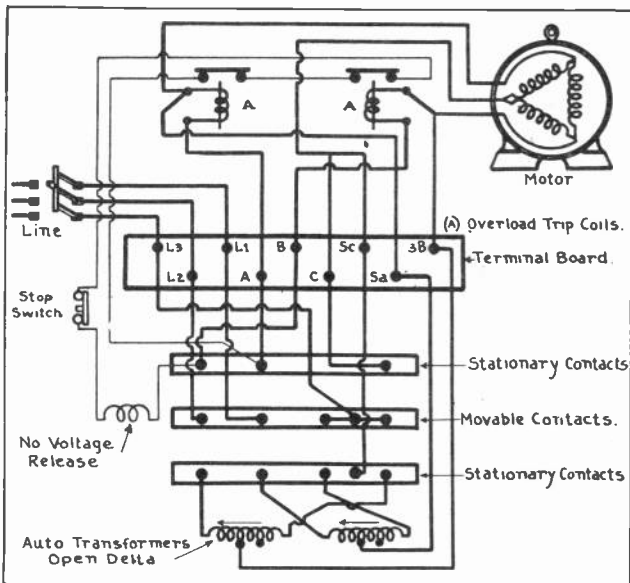 A
A
Motor
Line
(A) Overload Trip Coils.
L3 L1 B Sc 3B
Terminal Board.
L2 A C Sa
Stop
Switch
Stationary Contacts
Movable Contacts.
No Voltage
Release
Stationary Contacts
Auto Transformers
Open Delta